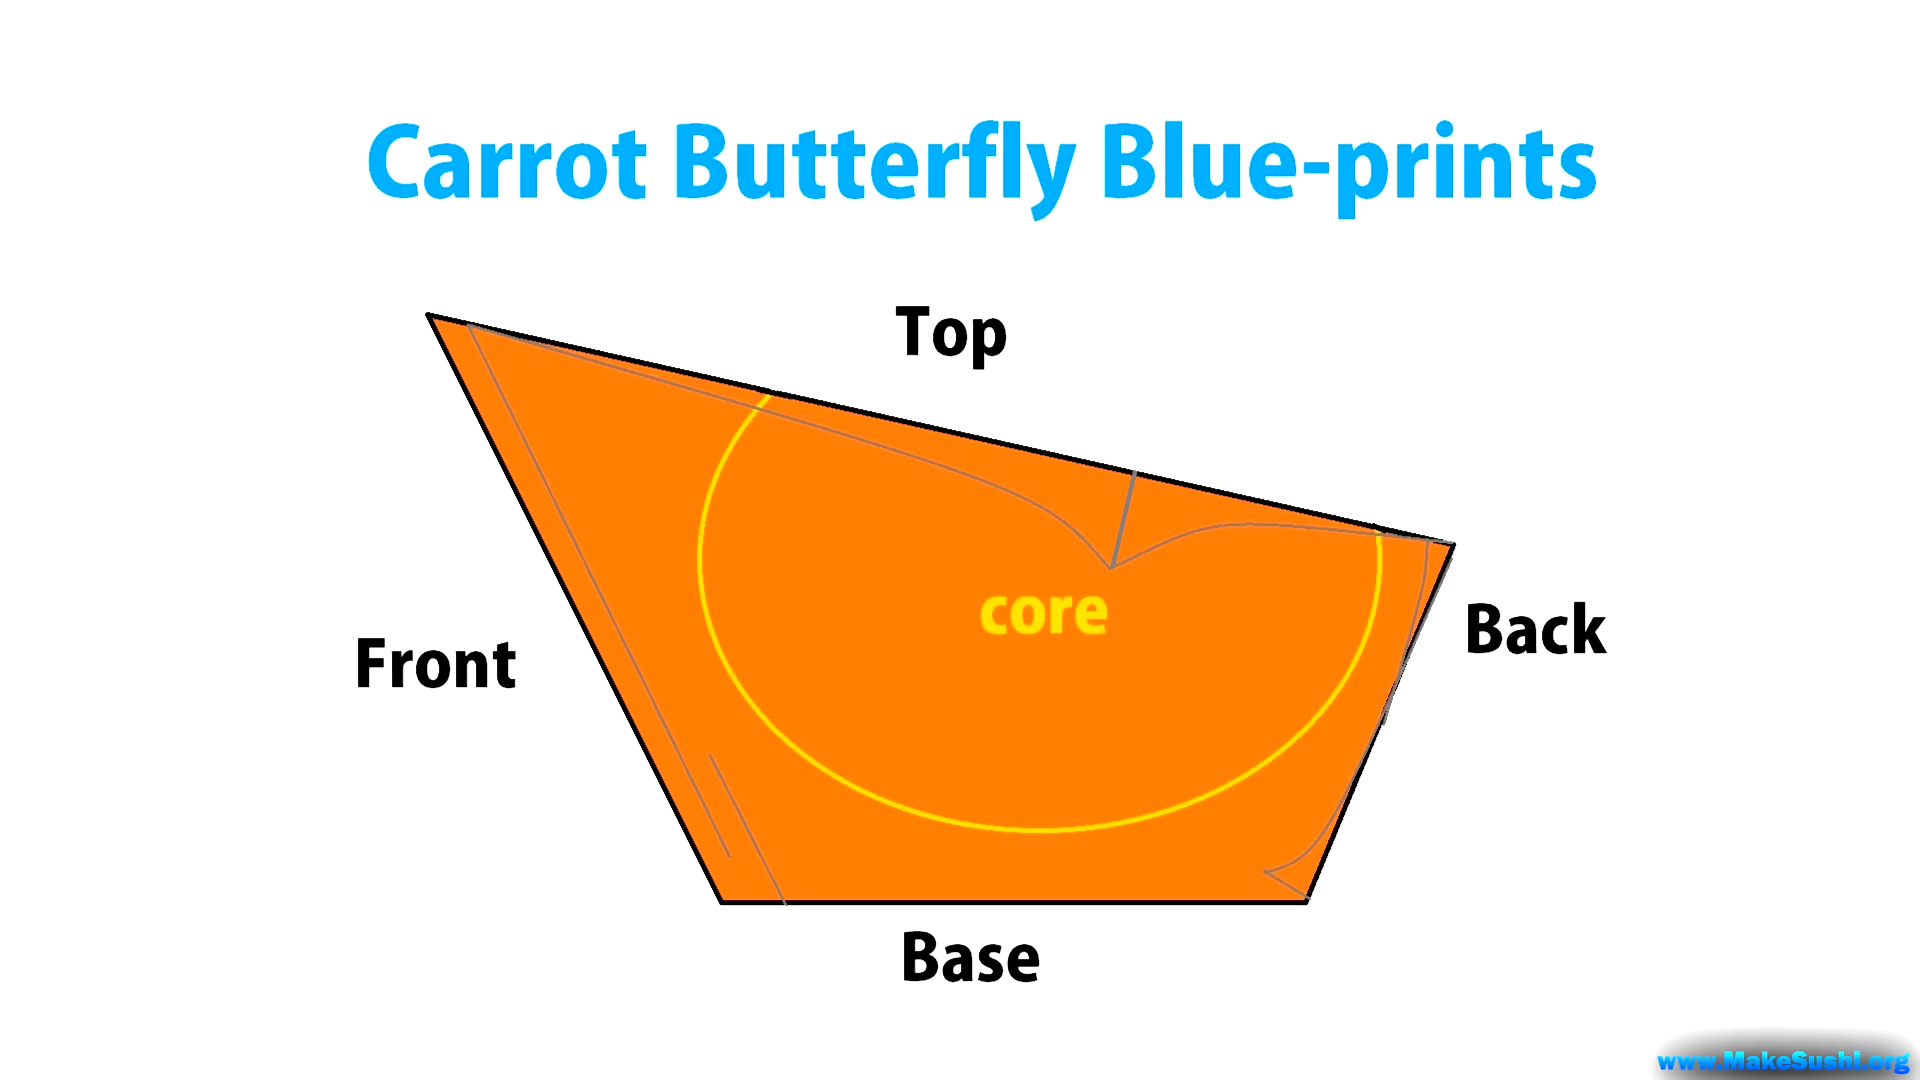 Carrot Butterfly Blue-prints
Top
core
Back
Front
Base
www.MakeSushi.org